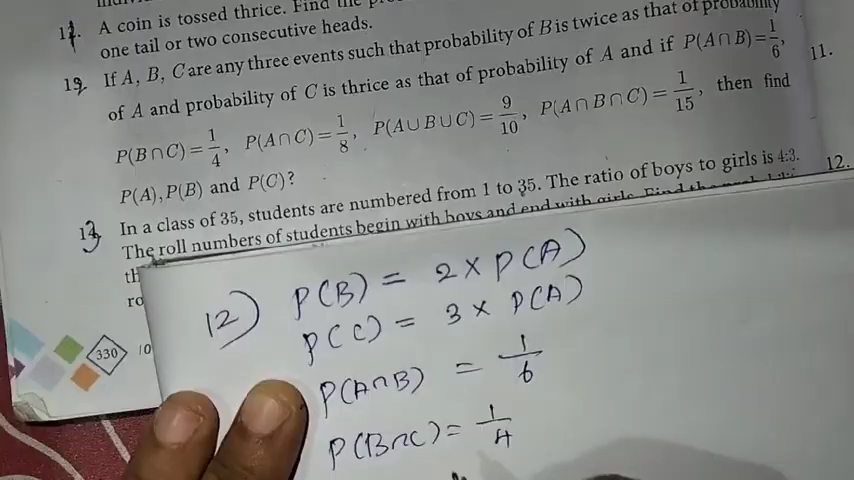 A coin is tossed thrice. Find the
one tail or two consecutive heads.
If A, B, C are any three events such that probability of B is twice as that of probability
of A and probability of C is thrice as that of probability of A and if P(A∩B)=1/6,
P(B∩C)=1/4, P(A∩C)=1/8, P(A∪B∪C)=9/10, P(A∩B∩C)=1/15, then find
P(A), P(B) and P(C)?
In a class of 35, students are numbered from 1 to 35. The ratio of boys to girls is 4:3.
The roll numbers of students begin with boys and end with girls. Find the
11.
12.
12) P(B) = 2 × P(A)
P(C) = 3 × P(A)
P(A∩B) = 1/6
P(B∩C) = 1/4
330
10